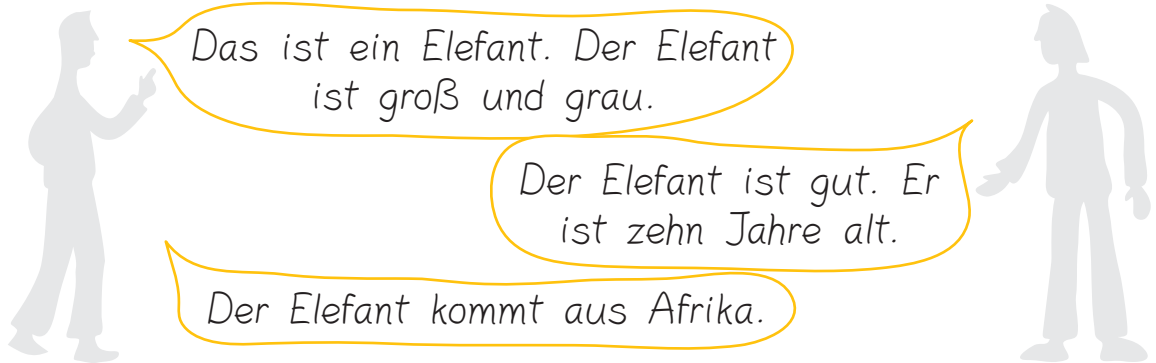 Das ist ein Elefant. Der Elefant
ist groß und grau.
Der Elefant ist gut. Er
ist zehn Jahre alt.
Der Elefant kommt aus Afrika.